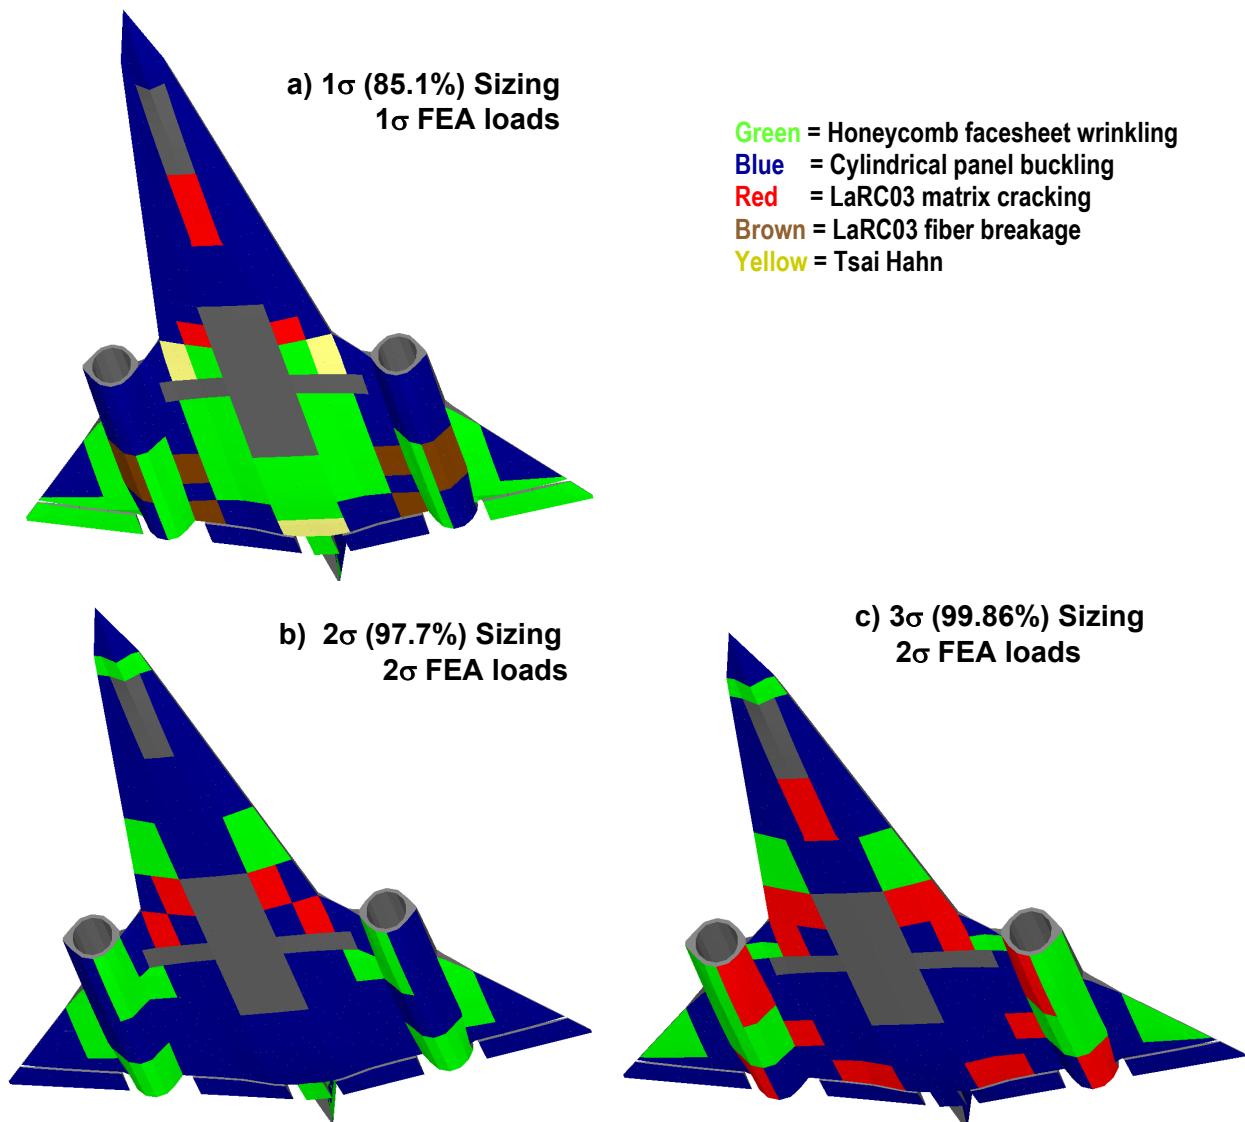 a) 1σ (85.1%) Sizing
1σ FEA loads
Green = Honeycomb facesheet wrinkling
Blue = Cylindrical panel buckling
Red = LaRC03 matrix cracking
Brown = LaRC03 fiber breakage
Yellow = Tsai Hahn
b) 2σ (97.7%) Sizing
2σ FEA loads
c) 3σ (99.86%) Sizing
2σ FEA loads